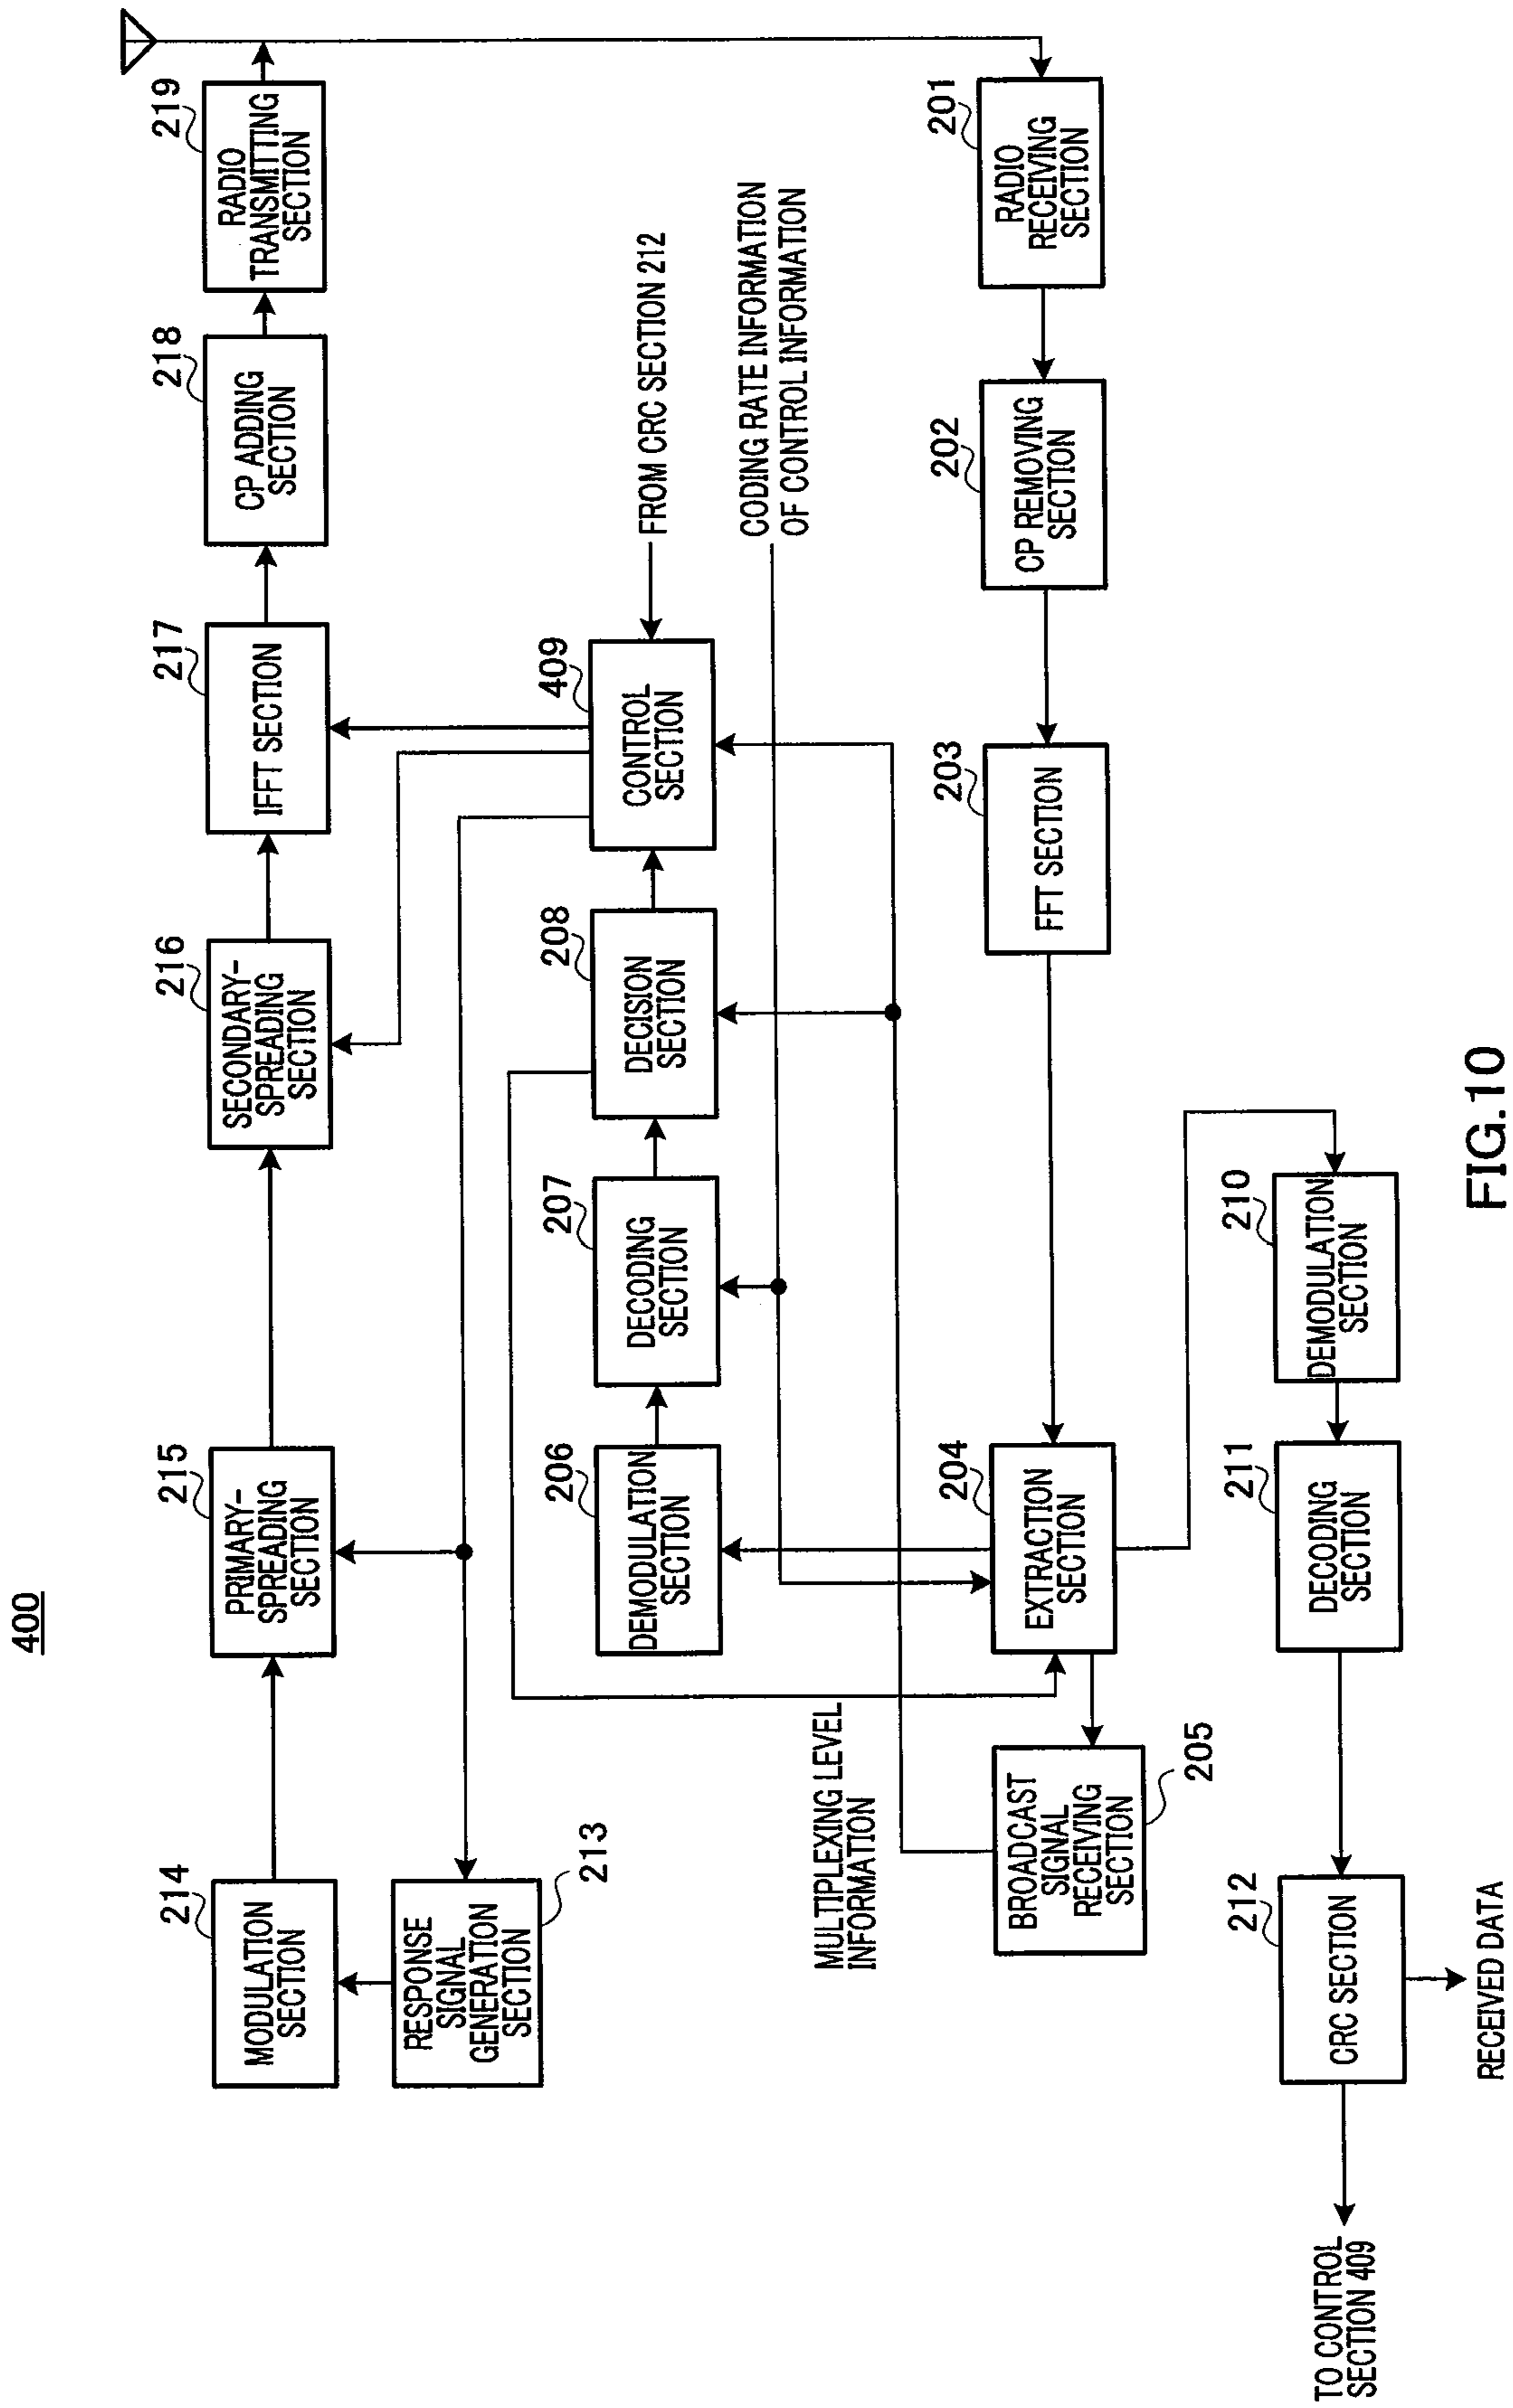 400
214
MODULATION
SECTION
215
PRIMARY-
SPREADING
SECTION
216
SECONDARY-
SPREADING
SECTION
217
IFFT SECTION
218
CP ADDING
SECTION
219
RADIO
TRANSMITTING
SECTION
RESPONSE
SIGNAL
GENERATION
SECTION
213
206
DEMODULATION
SECTION
207
DECODING
SECTION
208
DECISION
SECTION
409
CONTROL
SECTION
FROM CRC SECTION 212
CODING RATE INFORMATION
OF CONTROL INFORMATION
MULTIPLEXING LEVEL
INFORMATION
BROADCAST
SIGNAL
RECEIVING
SECTION
205
204
EXTRACTION
SECTION
203
FFT SECTION
202
CP REMOVING
SECTION
201
RADIO
RECEIVING
SECTION
TO CONTROL
SECTION 409
212
CRC SECTION
RECEIVED DATA
211
DECODING
SECTION
210
DEMODULATION
SECTION
FIG.10